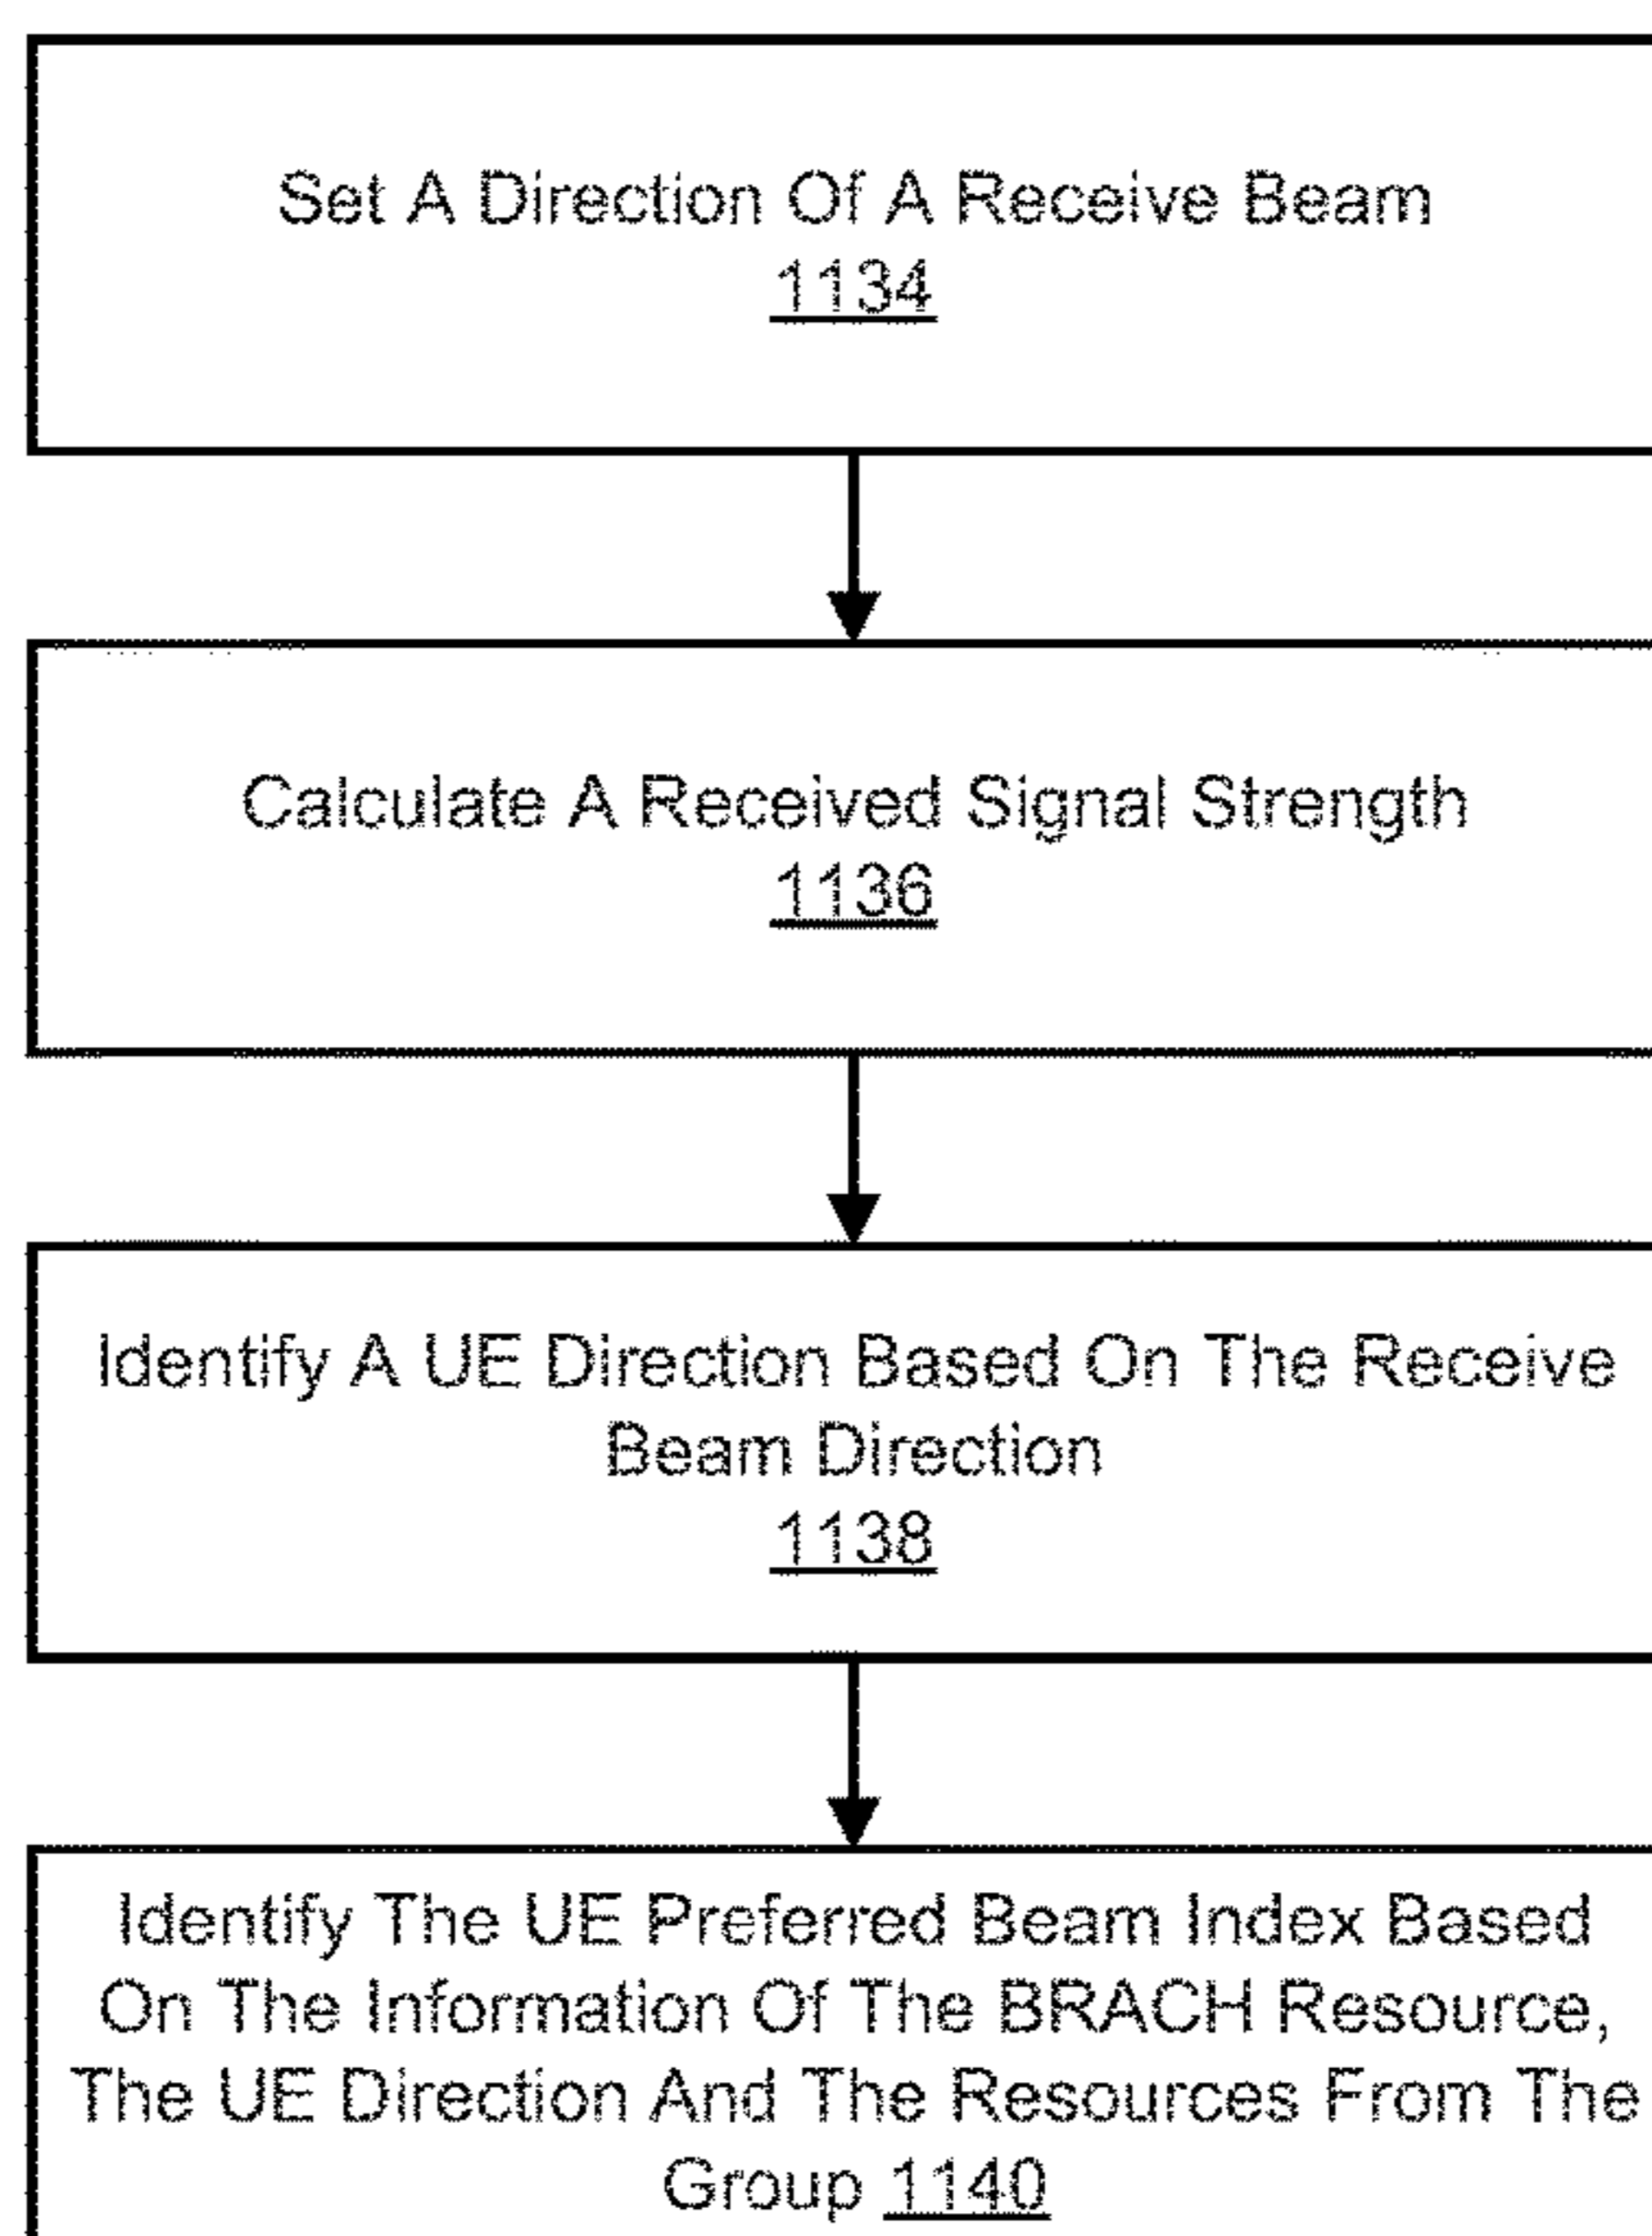 Set A Direction Of A Receive Beam
1134
Calculate A Received Signal Strength
1136
Identify A UE Direction Based On The Receive
Beam Direction
1138
Identify The UE Preferred Beam Index Based
On The Information Of The BRACH Resource,
The UE Direction And The Resources From The
Group 1140